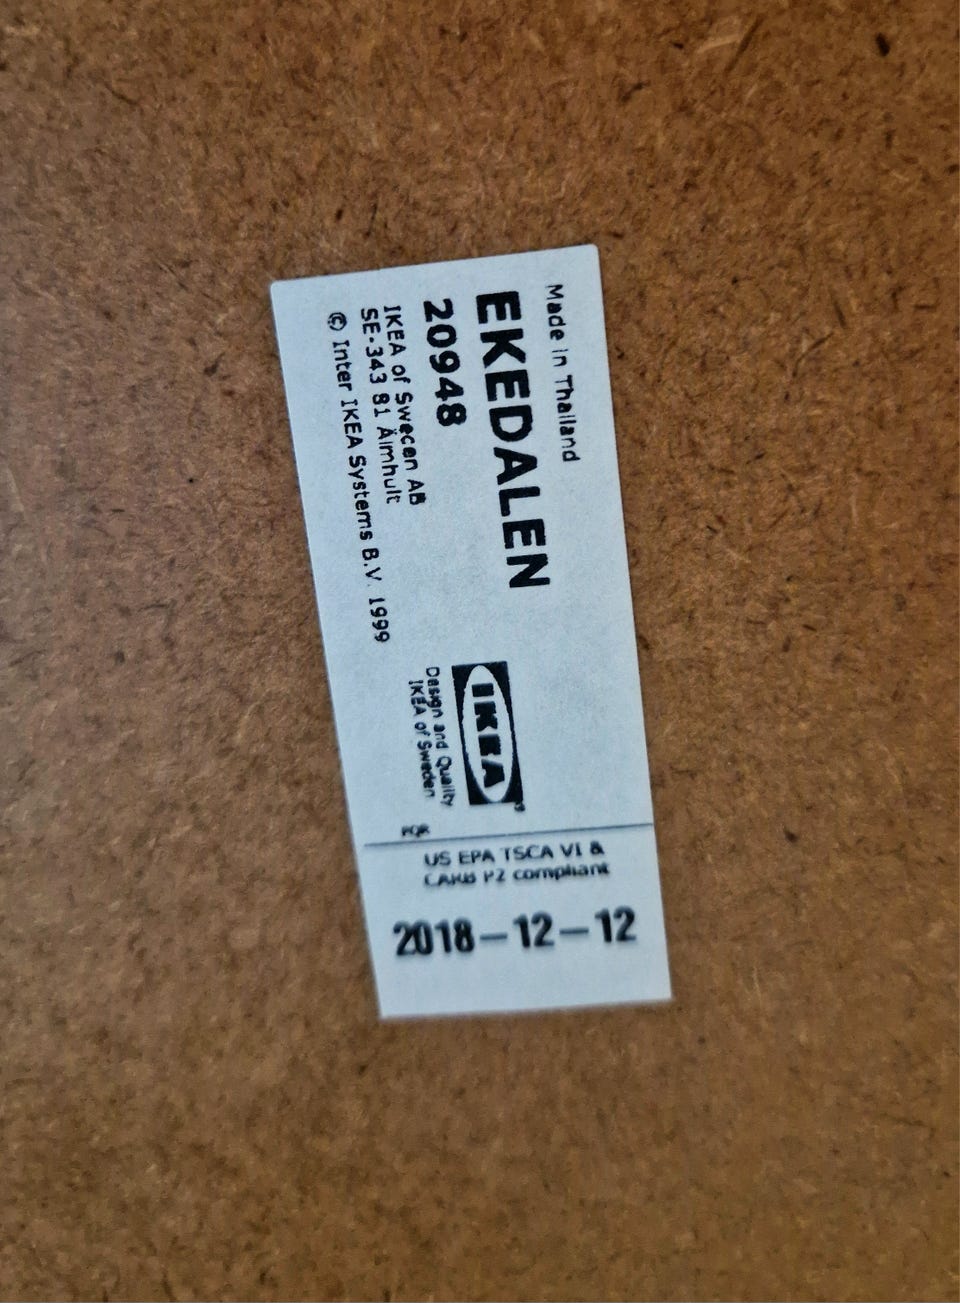 Made in Thailand
EKEDALEN
20948
IKEA of Sweden AB
SE-343 81 Älmhult
© Inter IKEA Systems B.V. 1999
IKEA®
Design and Quality
IKEA of Sweden
US EPA TSCA VI &
CARB P2 compliant
2018-12-12